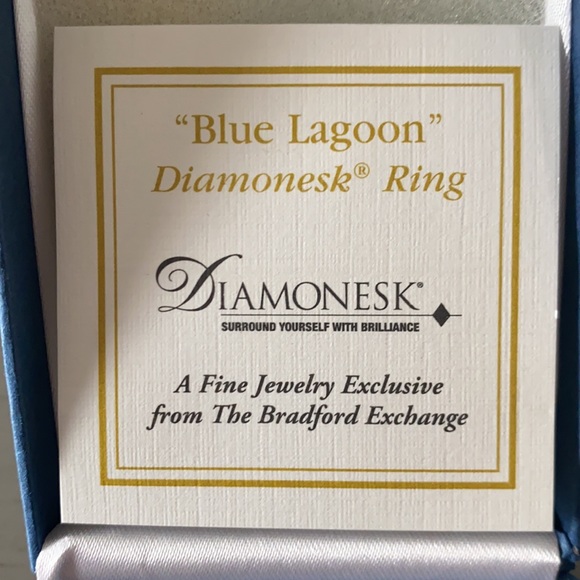 “Blue Lagoon”
Diamonesk® Ring
DIAMONESK®
SURROUND YOURSELF WITH BRILLIANCE
A Fine Jewelry Exclusive
from The Bradford Exchange